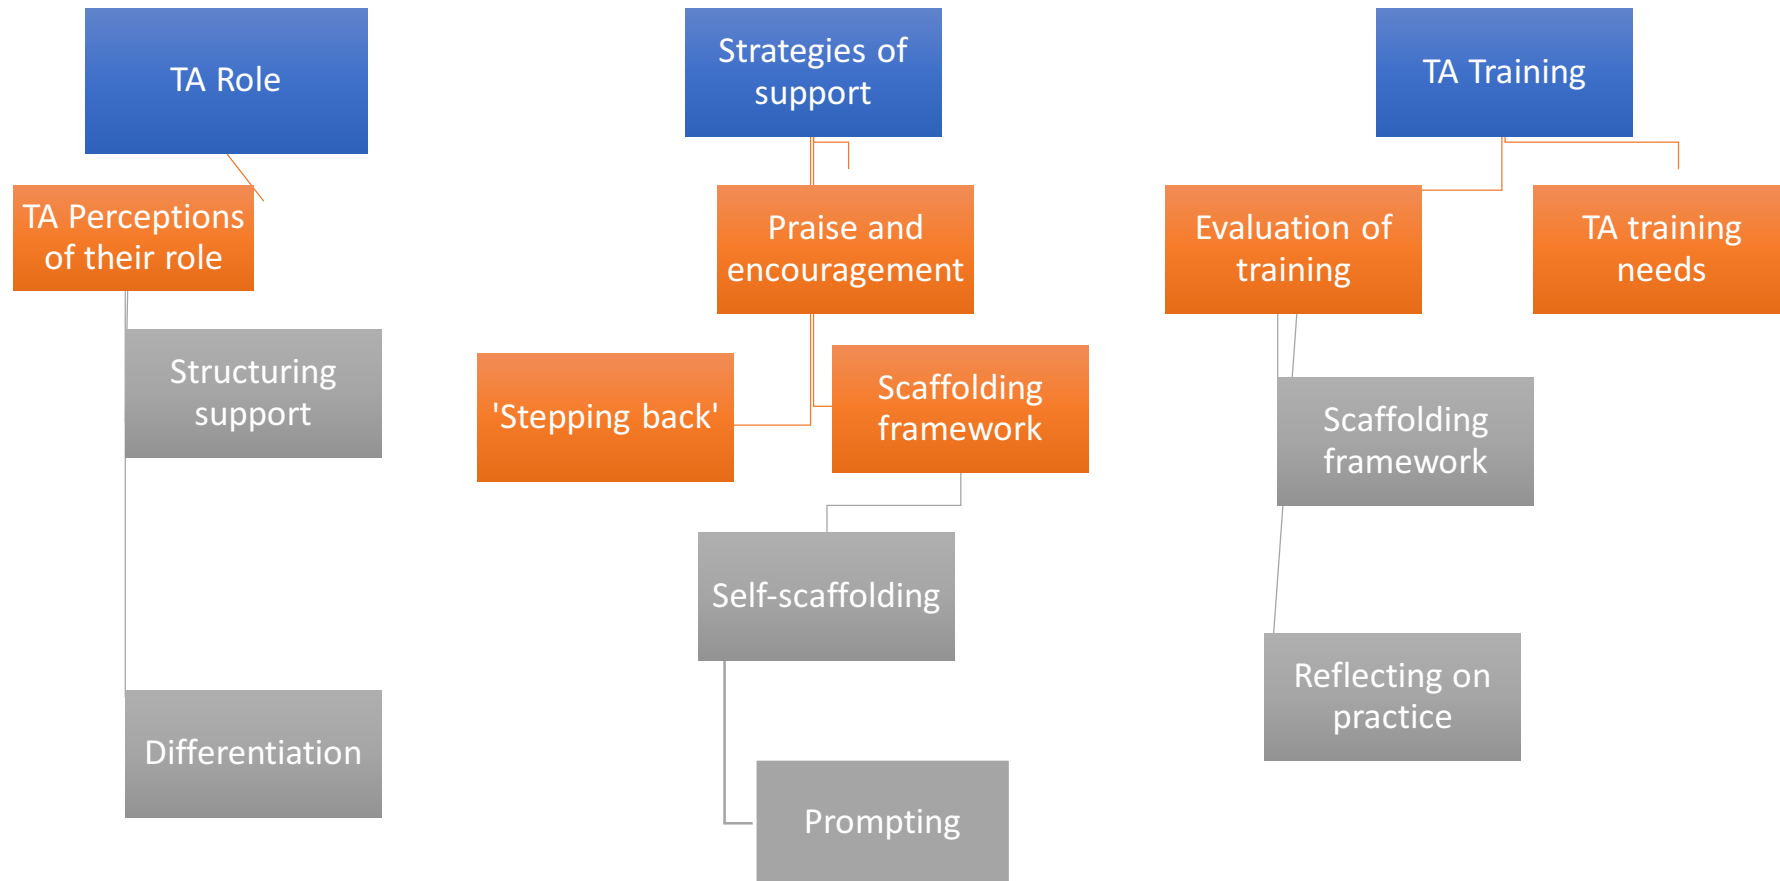 TA Role
Strategies of
support
TA Training
TA Perceptions
of their role
Praise and
encouragement
Evaluation of
training
TA training
needs
Structuring
support
'Stepping back'
Scaffolding
framework
Scaffolding
framework
Self-scaffolding
Reflecting on
practice
Differentiation
Prompting